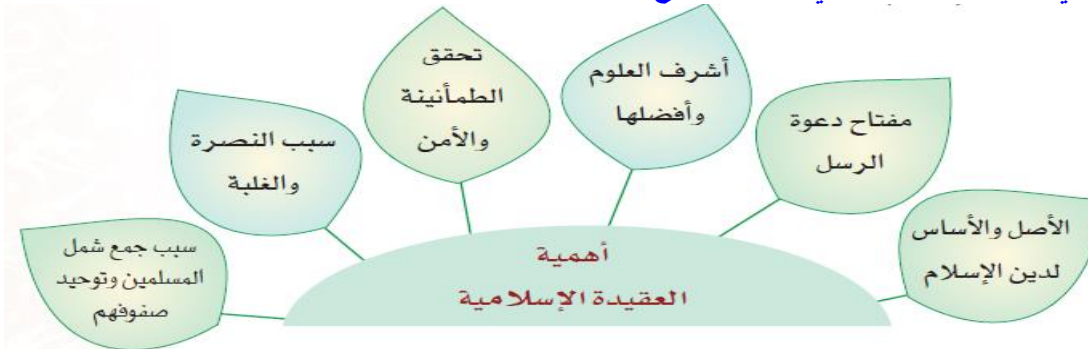 أهمية
العقيدة الإسلامية
الأصل والأساس
لدين الإسلام
مفتاح دعوة
الرسل
أشرف العلوم
وأفضلها
تحقق
الطمأنينة
والأمن
سبب النصرة
والغلبة
سبب جمع شمل
المسلمين وتوحيد
صفوفهم